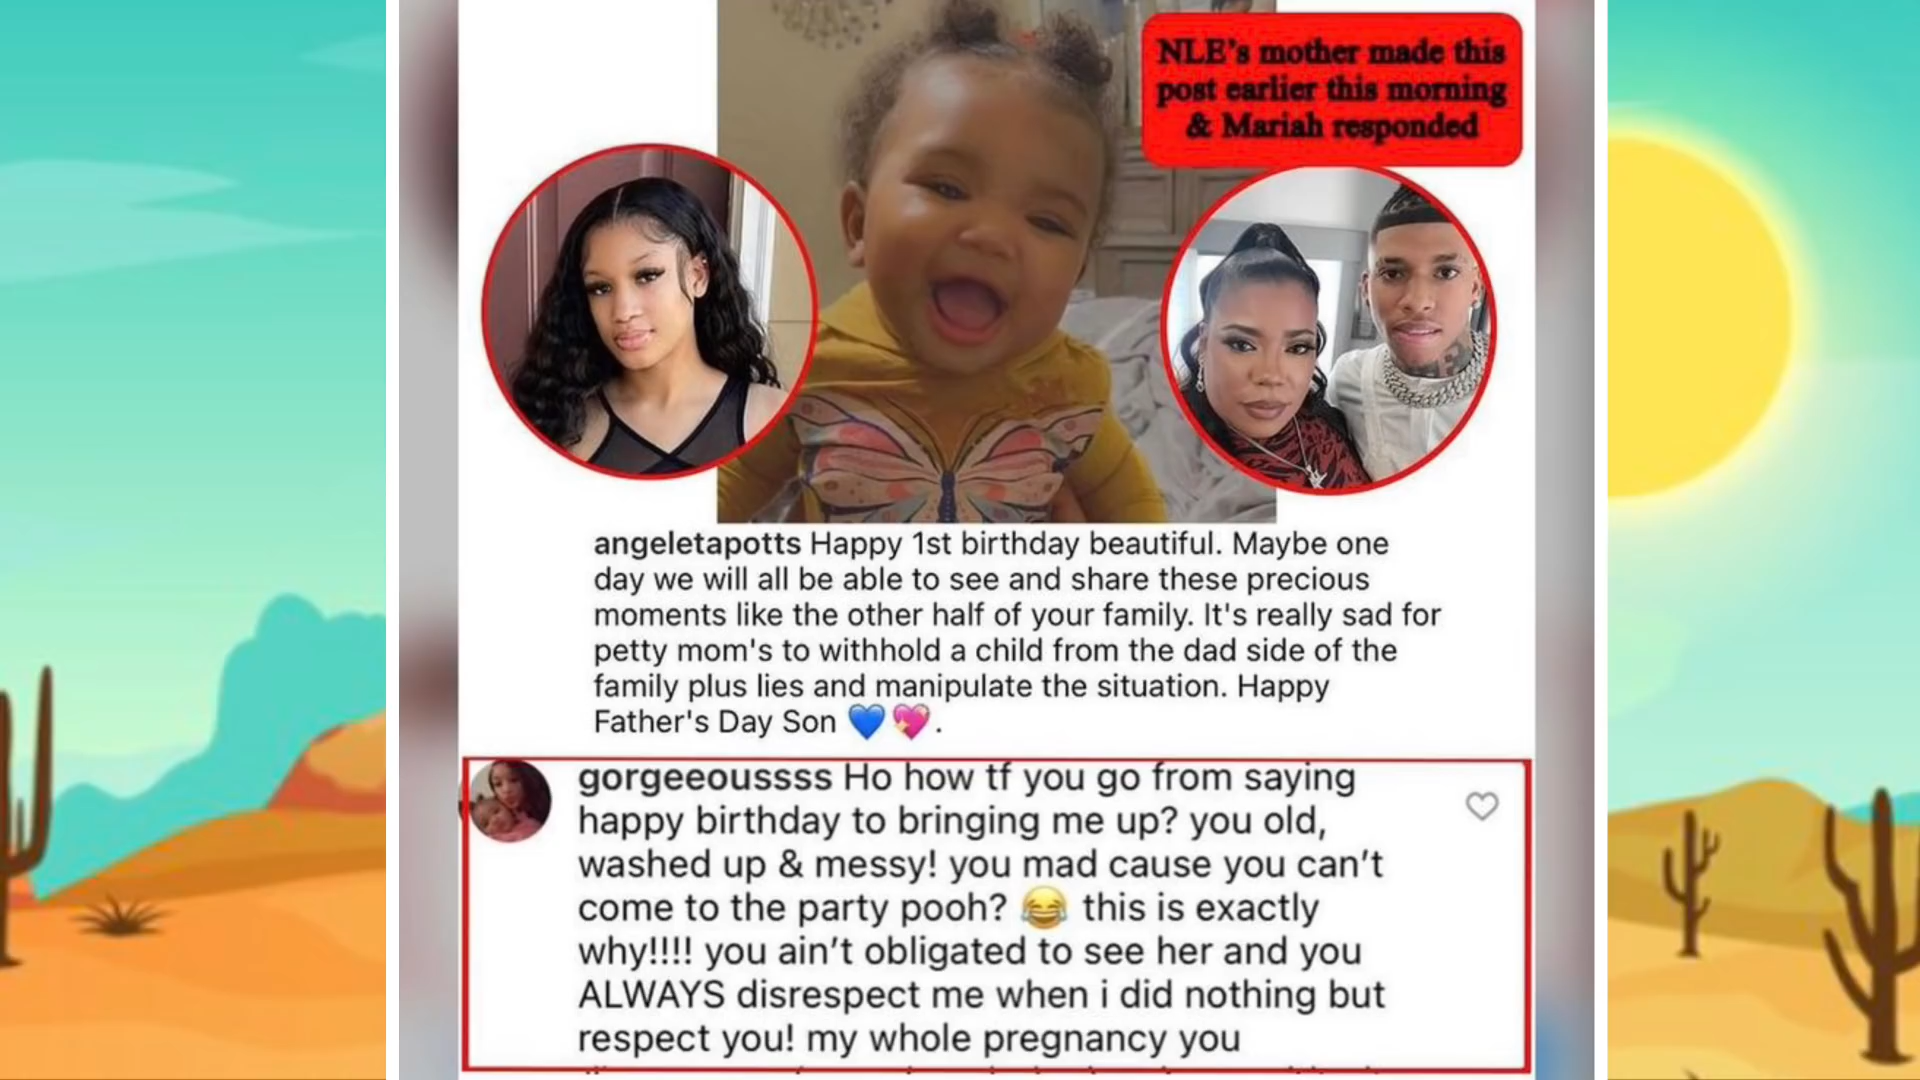 NLE's mother made this
post earlier this morning
& Mariah responded
angeletapotts Happy 1st birthday beautiful. Maybe one
day we will all be able to see and share these precious
moments like the other half of your family. It's really sad for
petty mom's to withhold a child from the dad side of the
family plus lies and manipulate the situation. Happy
Father's Day Son 💙💖.
gorgeeoussss Ho how tf you go from saying
happy birthday to bringing me up? you old,
washed up & messy! you mad cause you can't
come to the party pooh? 😂 this is exactly
why!!!! you ain't obligated to see her and you
ALWAYS disrespect me when i did nothing but
respect you! my whole pregnancy you